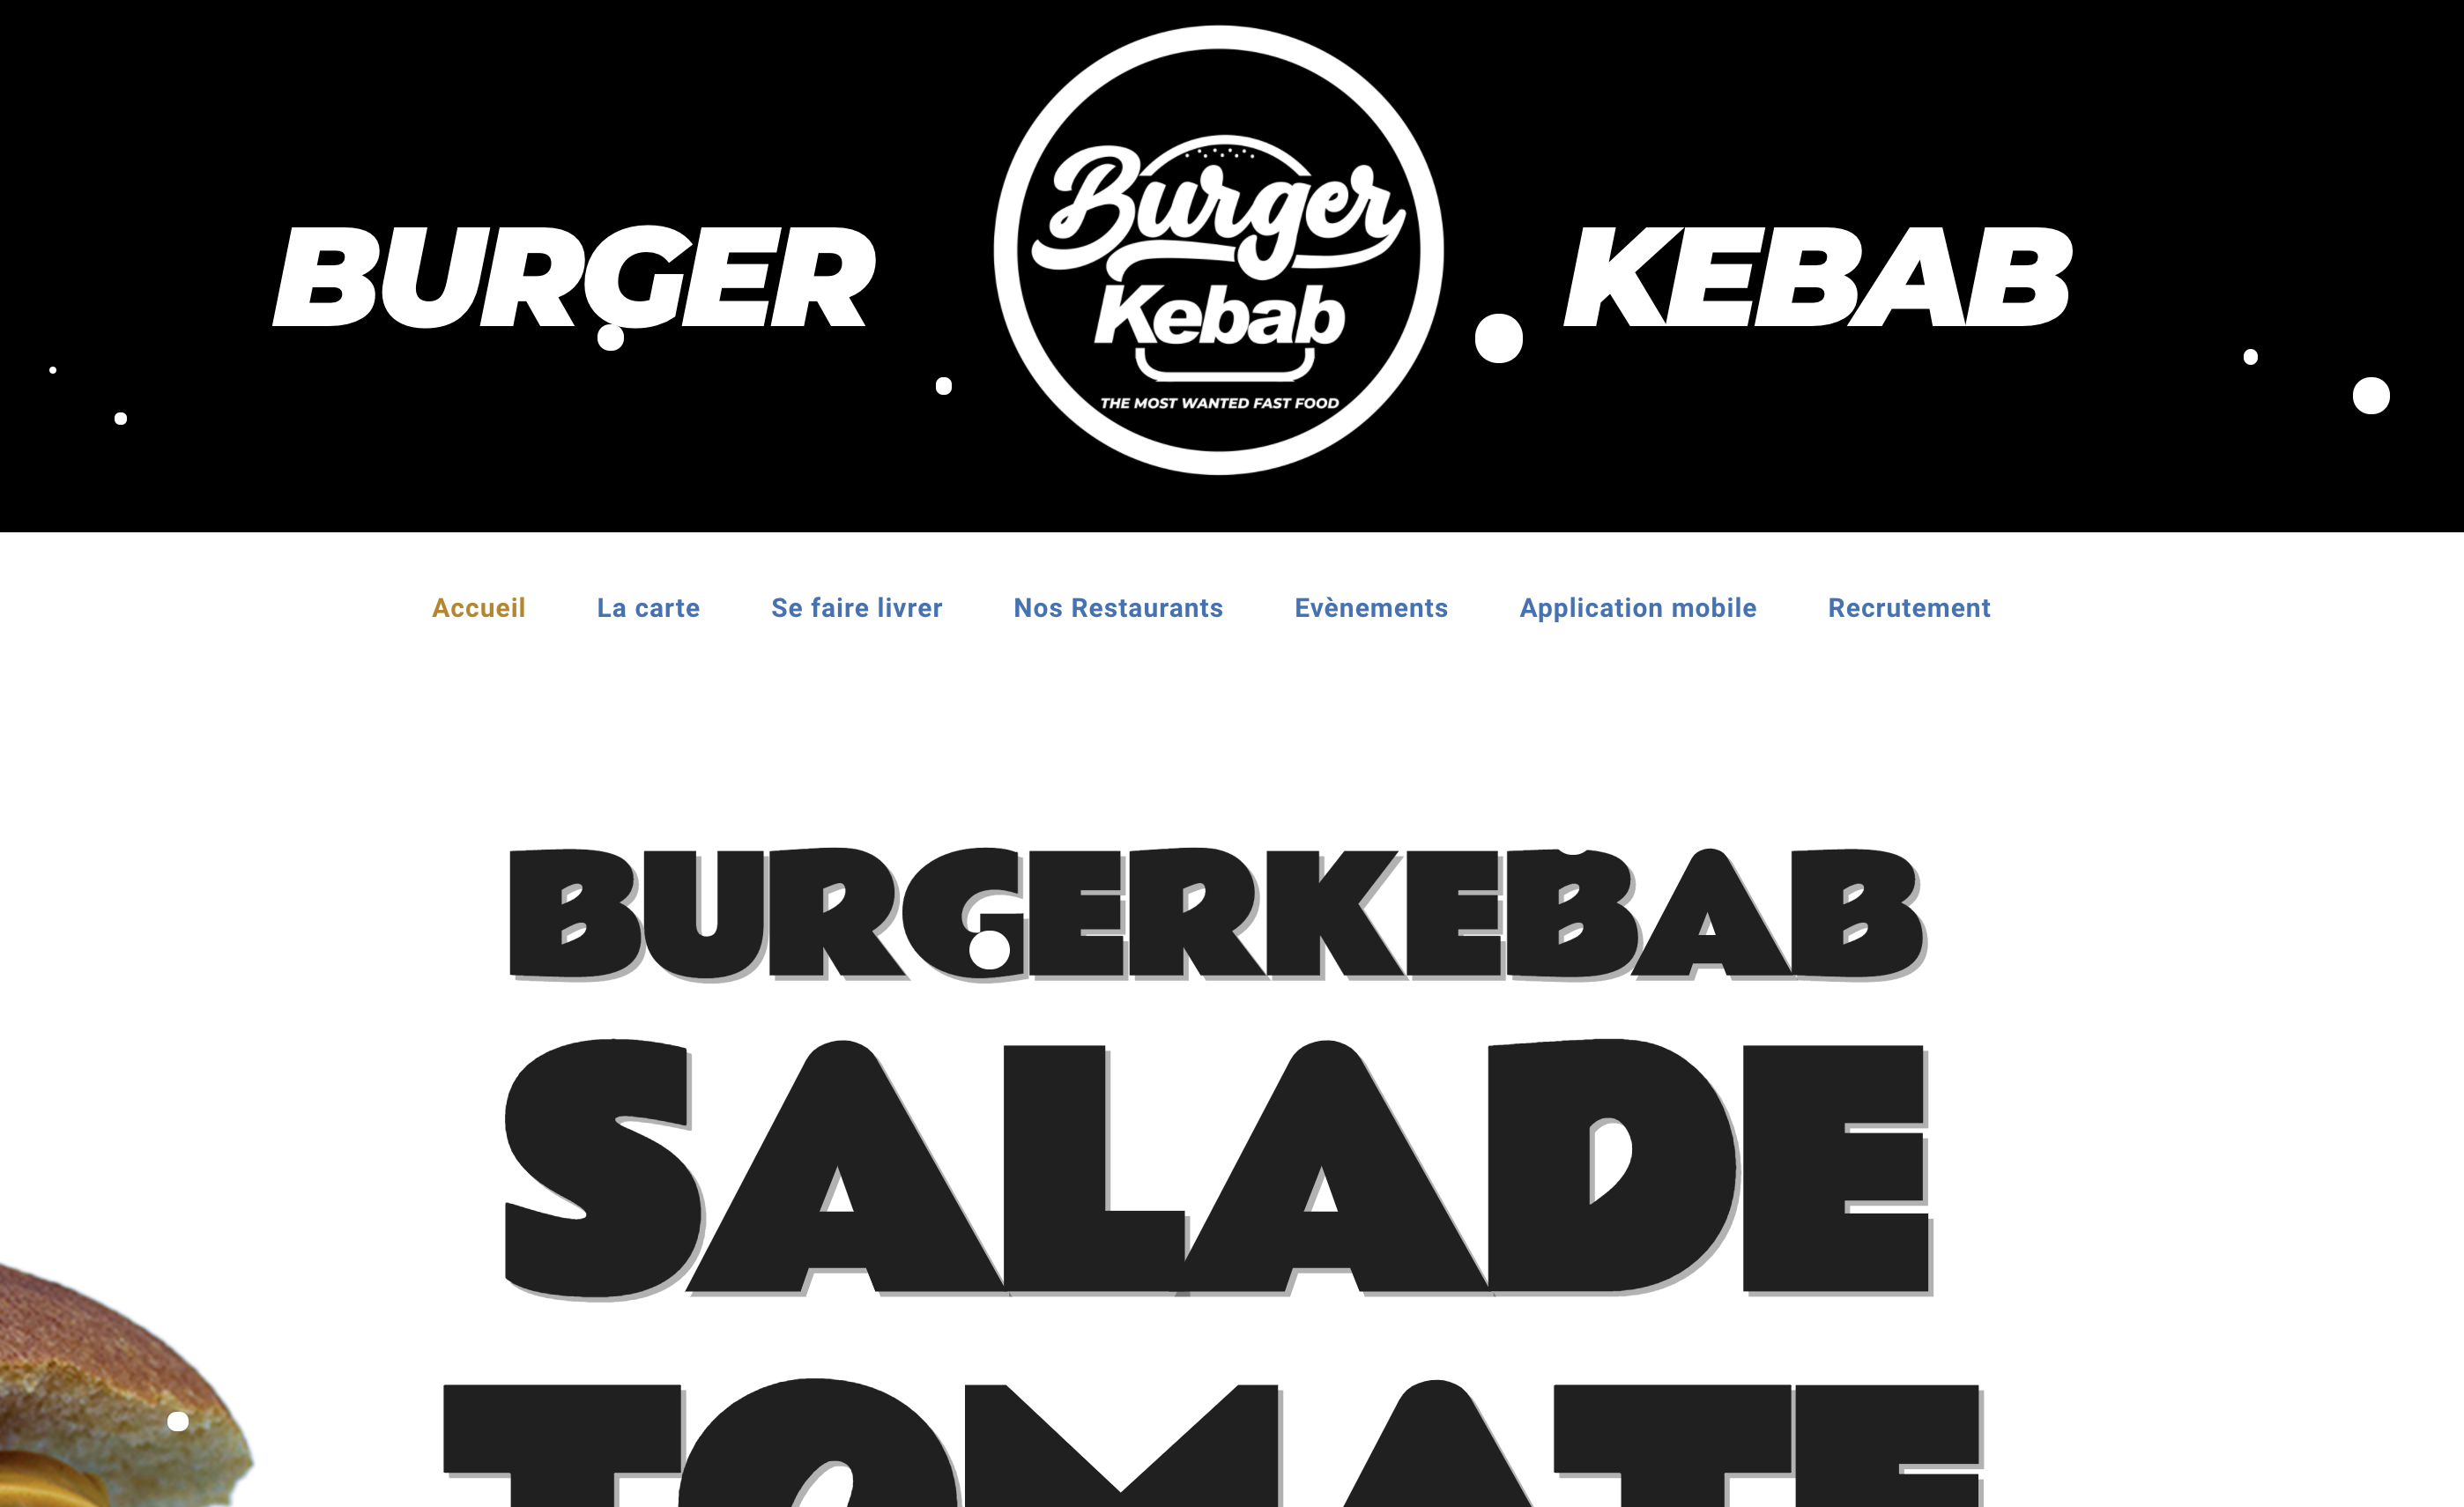 BURGER
Burger
Kebab
THE MOST WANTED FAST FOOD
KEBAB
Accueil La carte Se faire livrer Nos Restaurants Evènements Application mobile Recrutement
BURGERKEBAB
SALADE
TOMATE